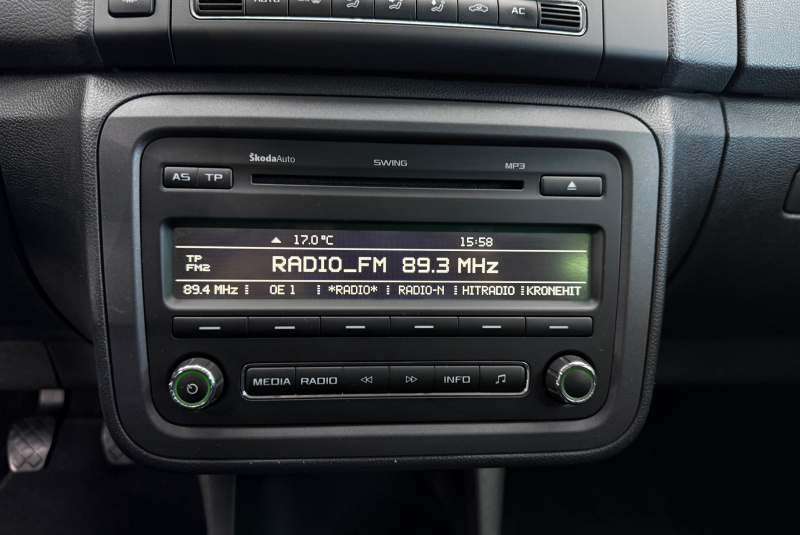 AUTO AC
ŠkodaAuto SWING MP3
AS TP
17.0 °C 15:58
TP
FM2
RADIO_FM 89.3 MHz
89.4 MHz OE 1 *RADIO* RADIO-N HITRADIO KRONEHIT
MEDIA RADIO INFO